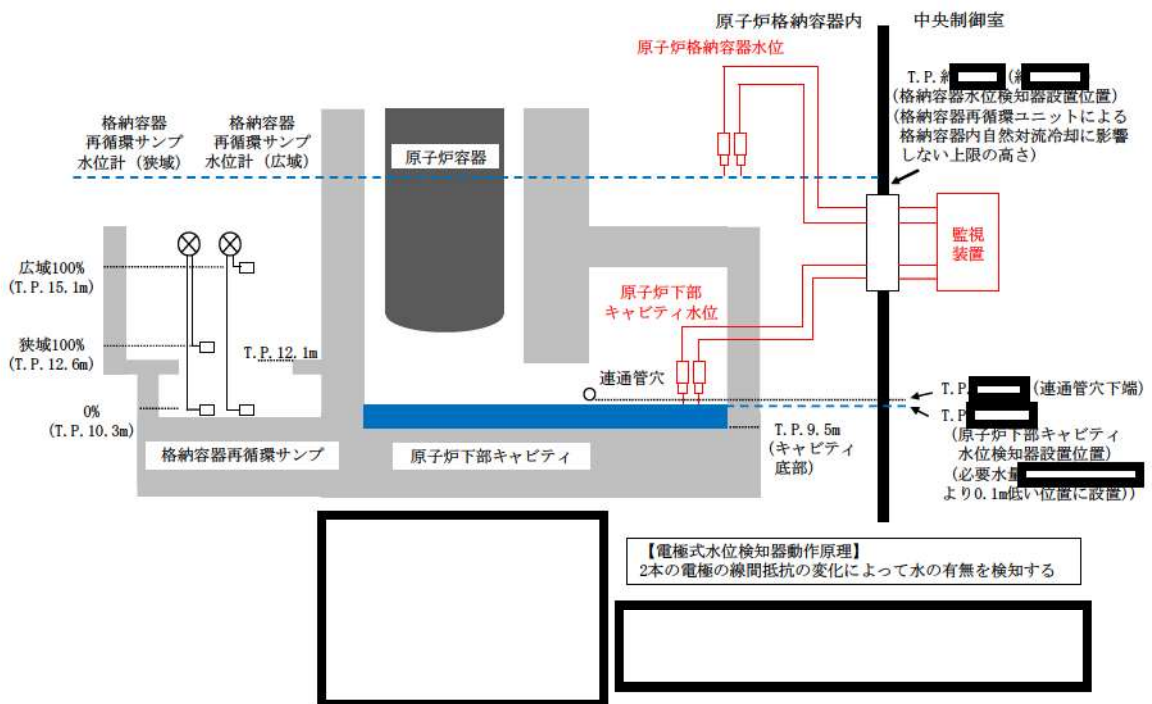 原子炉格納容器内
中央制御室
原子炉格納容器水位
T.P.約
(約
)
(格納容器水位検知器設置位置)
(格納容器再循環ユニットによる
格納容器内自然対流冷却に影響
しない上限の高さ)
格納容器
再循環サンプ
水位計（狭域）
格納容器
再循環サンプ
水位計（広域）
原子炉容器
監視
装置
広域100%
(T.P.15.1m)
狭域100%
(T.P.12.6m)
T.P.12.1m
0%
(T.P.10.3m)
原子炉下部
キャビティ水位
連通管穴
T.P.
(連通管穴下端)
T.P
(原子炉下部キャビティ
水位検知器設置位置)
(必要水量
より0.1m低い位置に設置))
T.P.9.5m
(キャビティ
底部)
格納容器再循環サンプ
原子炉下部キャビティ
【電極式水位検知器動作原理】
2本の電極の線間抵抗の変化によって水の有無を検知する